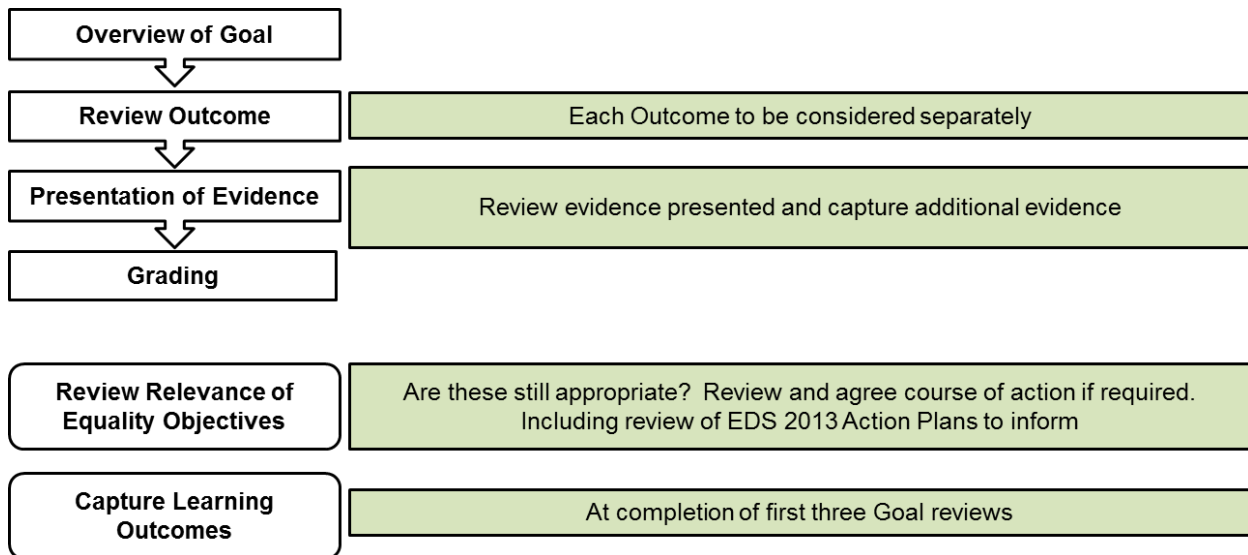 Overview of Goal
Review Outcome
Each Outcome to be considered separately
Presentation of Evidence
Review evidence presented and capture additional evidence
Grading
Review Relevance of
Equality Objectives
Are these still appropriate?  Review and agree course of action if required.
Including review of EDS 2013 Action Plans to inform
Capture Learning
Outcomes
At completion of first three Goal reviews